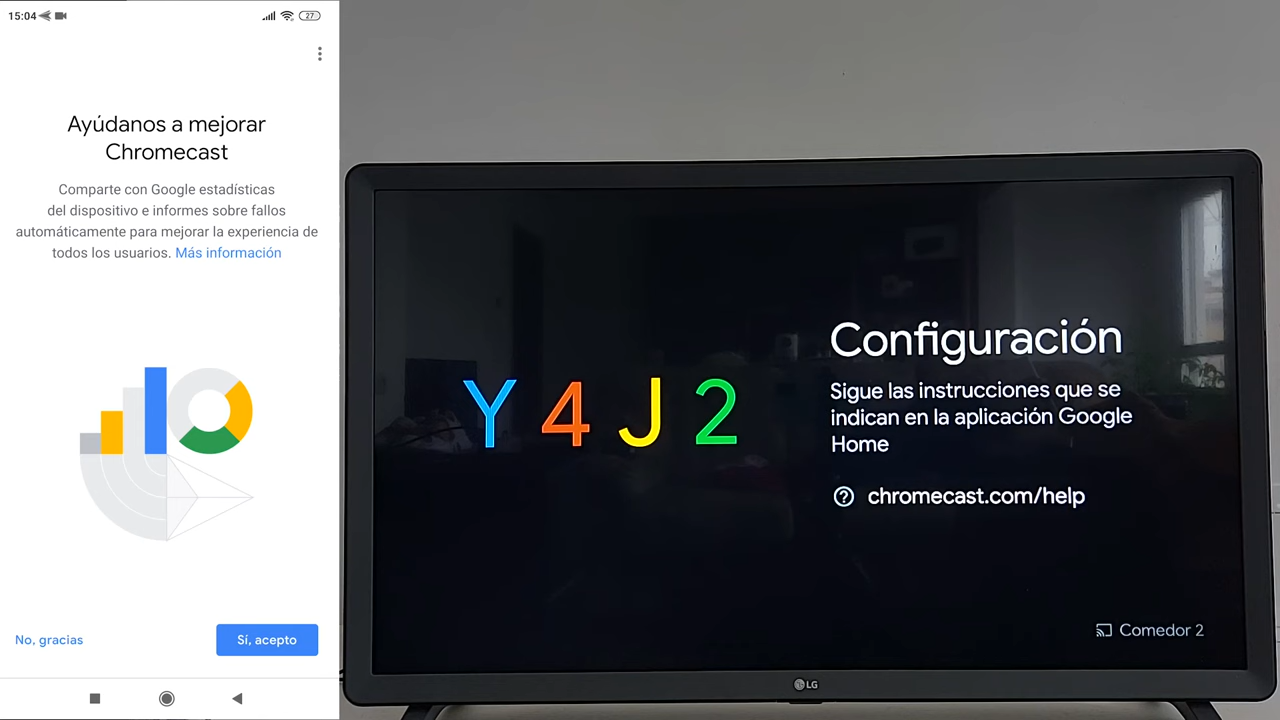 15:04
27
Ayúdanos a mejorar
Chromecast
Comparte con Google estadísticas
del dispositivo e informes sobre fallos
automáticamente para mejorar la experiencia de
todos los usuarios. Más información
No, gracias
Sí, acepto
Y4J2
Configuración
Sigue las instrucciones que se
indican en la aplicación Google
Home
chromecast.com/help
Comedor 2
LG